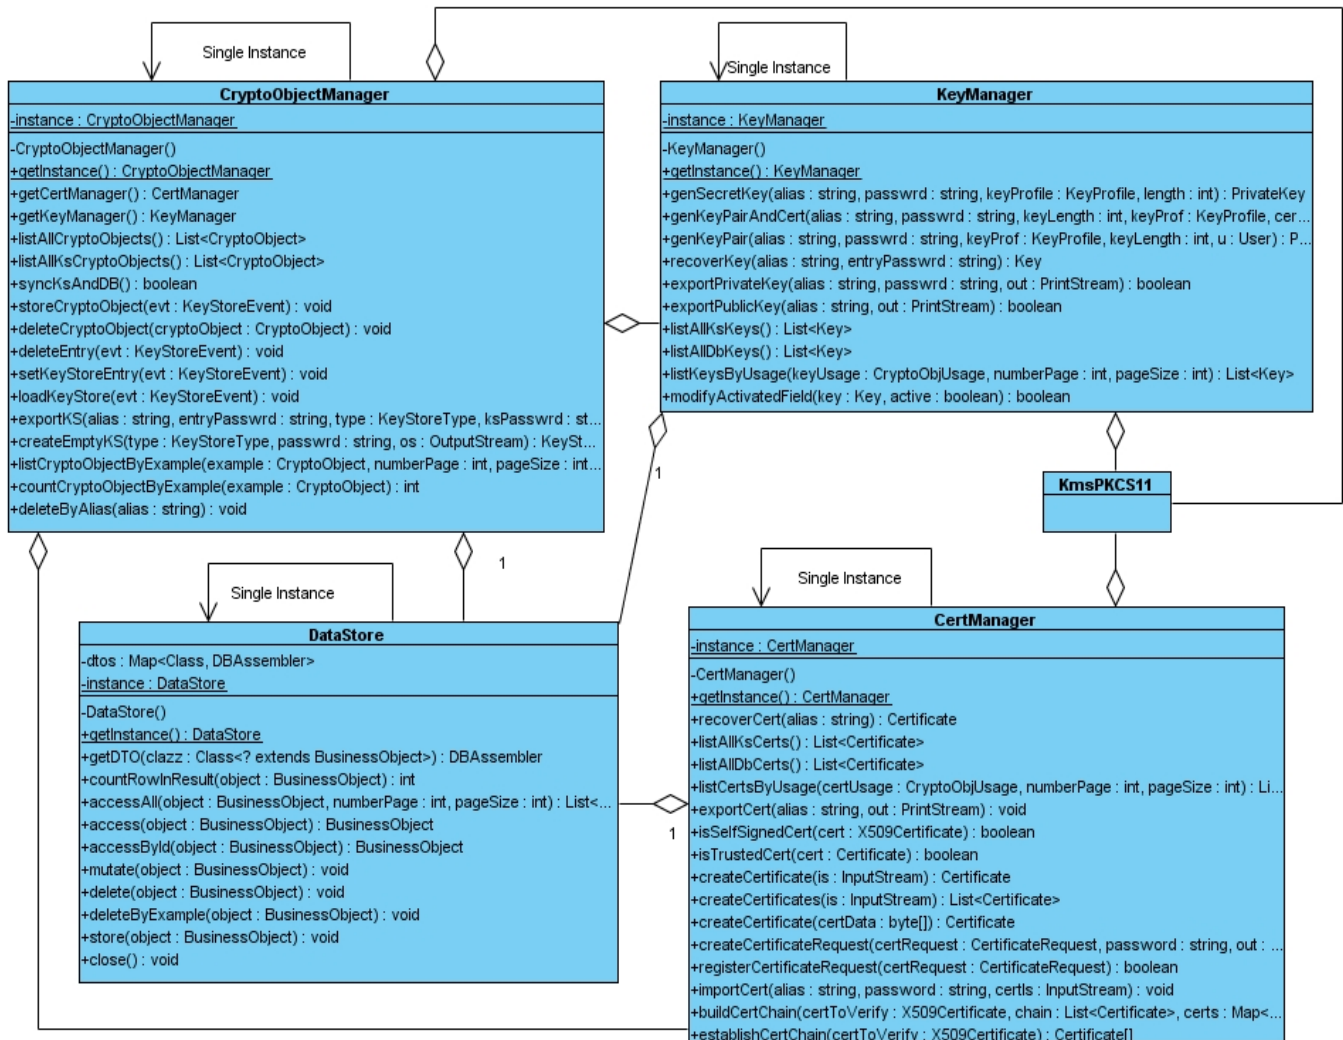 Single Instance
CryptoObjectManager
-instance : CryptoObjectManager
-CryptoObjectManager()
+getInstance() : CryptoObjectManager
+getCertManager() : CertManager
+getKeyManager() : KeyManager
+listAllCryptoObjects() : List<CryptoObject>
+listAllKsCryptoObjects() : List<CryptoObject>
+syncKsAndDB() : boolean
+storeCryptoObject(evt : KeyStoreEvent) : void
+deleteCryptoObject(cryptoObject : CryptoObject) : void
+deleteEntry(evt : KeyStoreEvent) : void
+setKeyStoreEntry(evt : KeyStoreEvent) : void
+loadKeyStore(evt : KeyStoreEvent) : void
+exportKS(alias : string, entryPasswrd : string, type : KeyStoreType, ksPasswrd : st...
+createEmptyKS(type : KeyStoreType, passwrd : string, os : OutputStream) : KeySt...
+listCryptoObjectByExample(example : CryptoObject, numberPage : int, pageSize : int...
+countCryptoObjectByExample(example : CryptoObject) : int
+deleteByAlias(alias : string) : void
Single Instance
KeyManager
-instance : KeyManager
-KeyManager()
+getInstance() : KeyManager
+genSecretKey(alias : string, passwrd : string, keyProfile : KeyProfile, length : int) : PrivateKey
+genKeyPairAndCert(alias : string, passwrd : string, keyLength : int, keyProf : KeyProfile, cer...
+genKeyPair(alias : string, passwrd : string, keyProf : KeyProfile, keyLength : int, u : User) : P...
+recoverKey(alias : string, entryPasswrd : string) : Key
+exportPrivateKey(alias : string, passwrd : string, out : PrintStream) : boolean
+exportPublicKey(alias : string, out : PrintStream) : boolean
+listAllKsKeys() : List<Key>
+listAllDbKeys() : List<Key>
+listKeysByUsage(keyUsage : CryptoObjUsage, numberPage : int, pageSize : int) : List<Key>
+modifyActivatedField(key : Key, active : boolean) : boolean
1
KmsPKCS11
1
Single Instance
DataStore
-dtos : Map<Class, DBAssembler>
-instance : DataStore
-DataStore()
+getInstance() : DataStore
+getDTO(clazz : Class<? extends BusinessObject>) : DBAssembler
+countRowInResult(object : BusinessObject) : int
+accessAll(object : BusinessObject, numberPage : int, pageSize : int) : List<...
+access(object : BusinessObject) : BusinessObject
+accessById(object : BusinessObject) : BusinessObject
+mutate(object : BusinessObject) : void
+delete(object : BusinessObject) : void
+deleteByExample(object : BusinessObject) : void
+store(object : BusinessObject) : void
+close() : void
1
Single Instance
CertManager
-instance : CertManager
-CertManager()
+getInstance() : CertManager
+recoverCert(alias : string) : Certificate
+listAllKsCerts() : List<Certificate>
+listAllDbCerts() : List<Certificate>
+listCertsByUsage(certUsage : CryptoObjUsage, numberPage : int, pageSize : int) : Li...
+exportCert(alias : string, out : PrintStream) : void
+isSelfSignedCert(cert : X509Certificate) : boolean
+isTrustedCert(cert : Certificate) : boolean
+createCertificate(is : InputStream) : Certificate
+createCertificates(is : InputStream) : List<Certificate>
+createCertificate(certData : byte[]) : Certificate
+createCertificateRequest(certRequest : CertificateRequest, password : string, out : ...
+registerCertificateRequest(certRequest : CertificateRequest) : boolean
+importCert(alias : string, password : string, certIs : InputStream) : void
+buildCertChain(certToVerify : X509Certificate, chain : List<Certificate>, certs : Map<...
+establishCertChain(certToVerify : X509Certificate) : Certificate[]